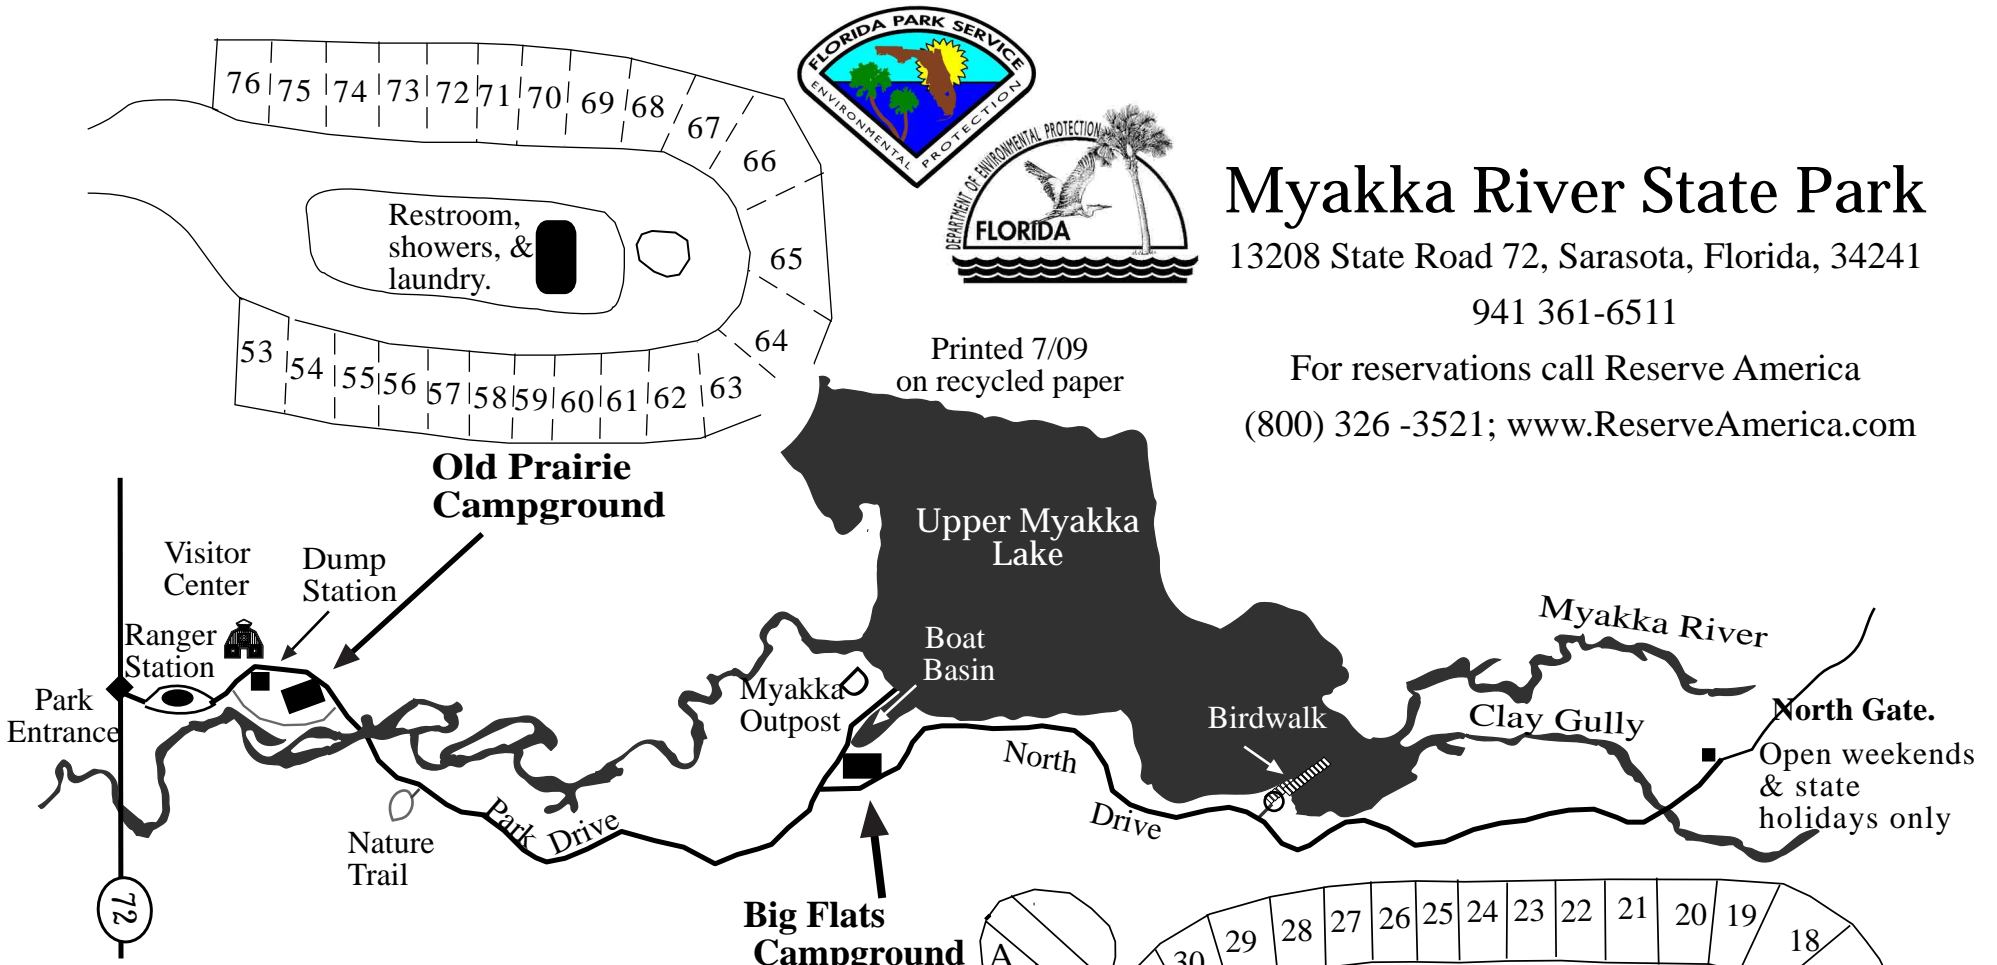 FLORIDA PARK SERVICE
ENVIRONMENTAL PROTECTION
DEPARTMENT OF ENVIRONMENTAL PROTECTION
FLORIDA
Myakka River State Park
13208 State Road 72, Sarasota, Florida, 34241
941 361-6511
For reservations call Reserve America
(800) 326 -3521; www.ReserveAmerica.com
Printed 7/09
on recycled paper
76 75 74 73 72 71 70 69 68 67 66 65 64
Restroom,
showers, &
laundry.
53 54 55 56 57 58 59 60 61 62 63
Old Prairie
Campground
Visitor
Center
Dump
Station
Ranger
Station
Park
Entrance
72
Nature
Trail
Park Drive
Myakka
Outpost
Upper Myakka
Lake
Boat
Basin
North
Drive
Birdwalk
Myakka River
Clay Gully
North Gate.
Open weekends
& state
holidays only
Big Flats
Campground
A
30 29 28 27 26 25 24 23 22 21 20 19 18